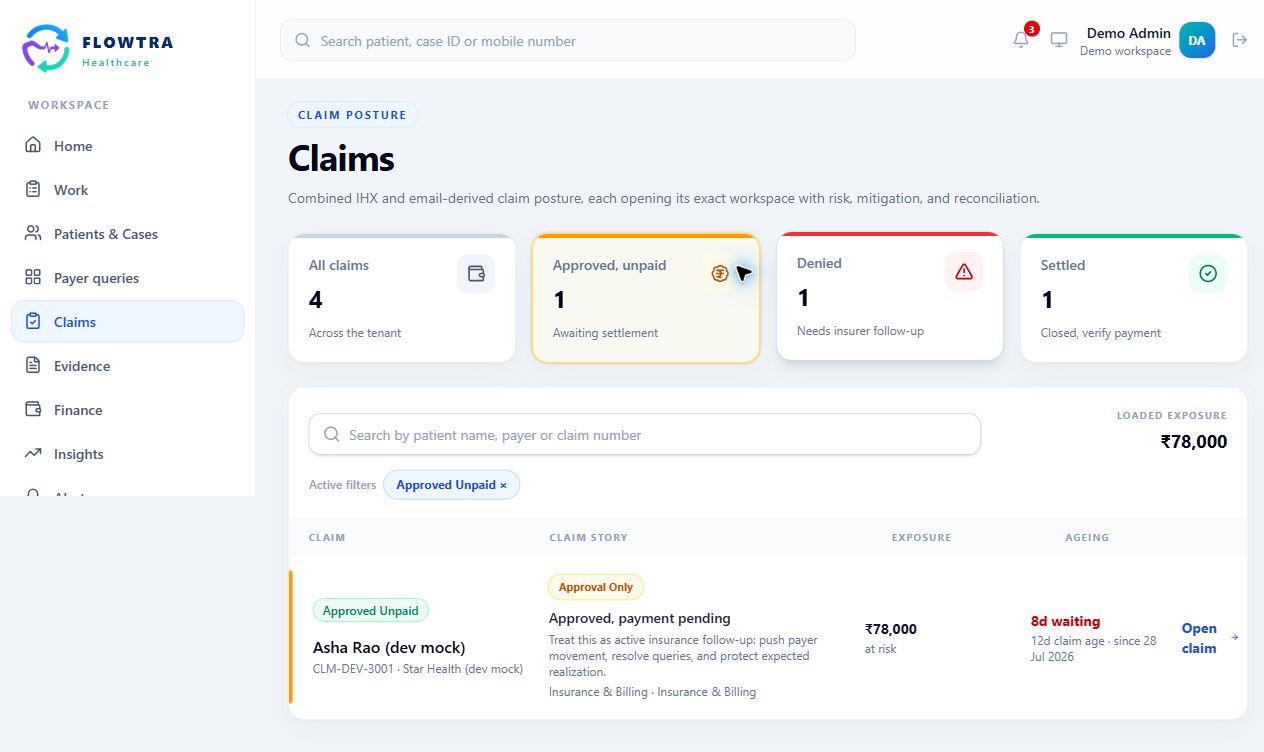 FLOWTRA
Healthcare
WORKSPACE
Home
Work
Patients & Cases
Payer queries
Claims
Evidence
Finance
Insights
Search patient, case ID or mobile number
3
Demo Admin
Demo workspace
DA
CLAIM POSTURE
Claims
Combined IHX and email-derived claim posture, each opening its exact workspace with risk, mitigation, and reconciliation.
All claims
4
Across the tenant
Approved, unpaid
1
Awaiting settlement
Denied
1
Needs insurer follow-up
Settled
1
Closed, verify payment
Search by patient name, payer or claim number
LOADED EXPOSURE
₹78,000
Active filters
Approved Unpaid ×
CLAIM
CLAIM STORY
EXPOSURE
AGEING
Approved Unpaid
Asha Rao (dev mock)
CLM-DEV-3001 · Star Health (dev mock)
Approval Only
Approved, payment pending
Treat this as active insurance follow-up: push payer
movement, resolve queries, and protect expected
realization.
Insurance & Billing · Insurance & Billing
₹78,000
at risk
8d waiting
12d claim age · since 28
Jul 2026
Open
claim →